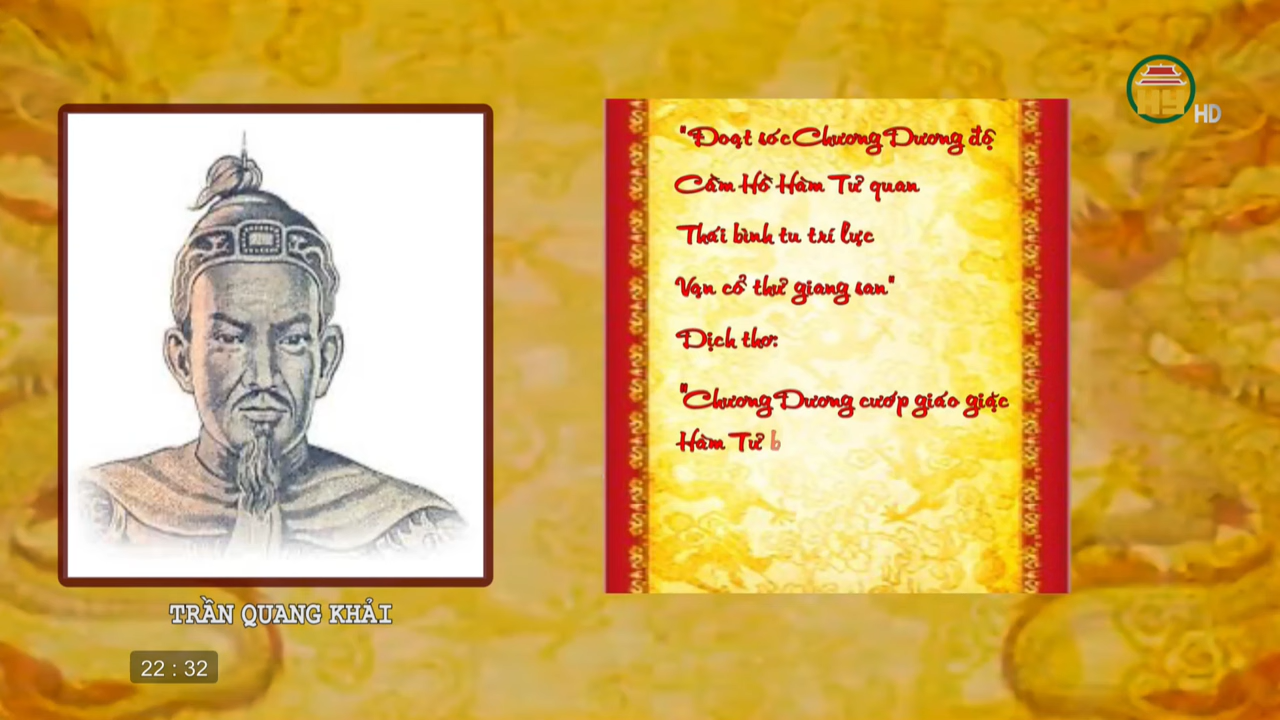 HY
HD
"Đoạt sóc Chương Dương độ
Cầm Hồ Hàm Tử quan
Thái bình tu trí lực
Vạn cổ thử giang san"
Dịch thơ:
"Chương Dương cướp giáo giặc
Hàm Tử b
TRẦN QUANG KHẢI
22 : 32